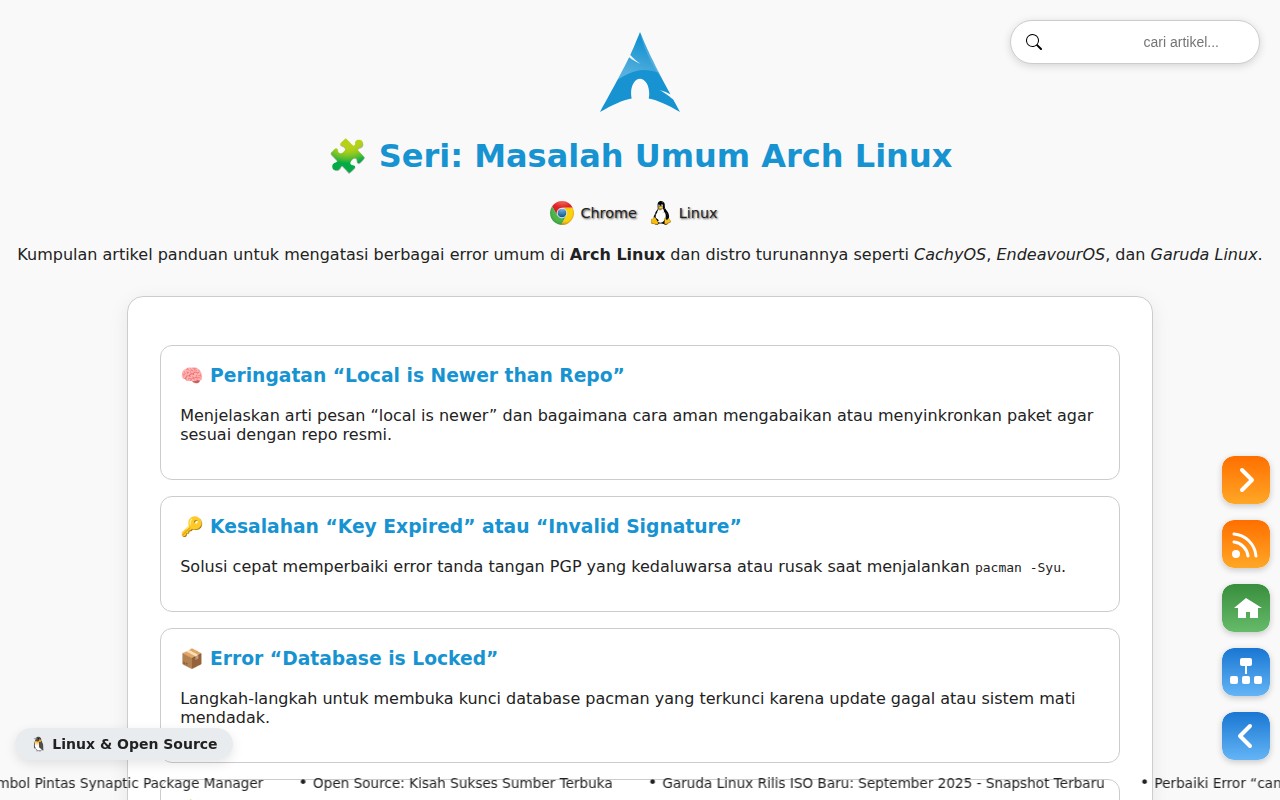 cari artikel...
🧩 Seri: Masalah Umum Arch Linux
Chrome Linux
Kumpulan artikel panduan untuk mengatasi berbagai error umum di Arch Linux dan distro turunannya seperti CachyOS, EndeavourOS, dan Garuda Linux.
🧠 Peringatan “Local is Newer than Repo”
Menjelaskan arti pesan “local is newer” dan bagaimana cara aman mengabaikan atau menyinkronkan paket agar
sesuai dengan repo resmi.
🔑 Kesalahan “Key Expired” atau “Invalid Signature”
Solusi cepat memperbaiki error tanda tangan PGP yang kedaluwarsa atau rusak saat menjalankan pacman -Syu.
📦 Error “Database is Locked”
Langkah-langkah untuk membuka kunci database pacman yang terkunci karena update gagal atau sistem mati
mendadak.
🐧 Linux & Open Source
mbol Pintas Synaptic Package Manager • Open Source: Kisah Sukses Sumber Terbuka • Garuda Linux Rilis ISO Baru: September 2025 - Snapshot Terbaru • Perbaiki Error “can